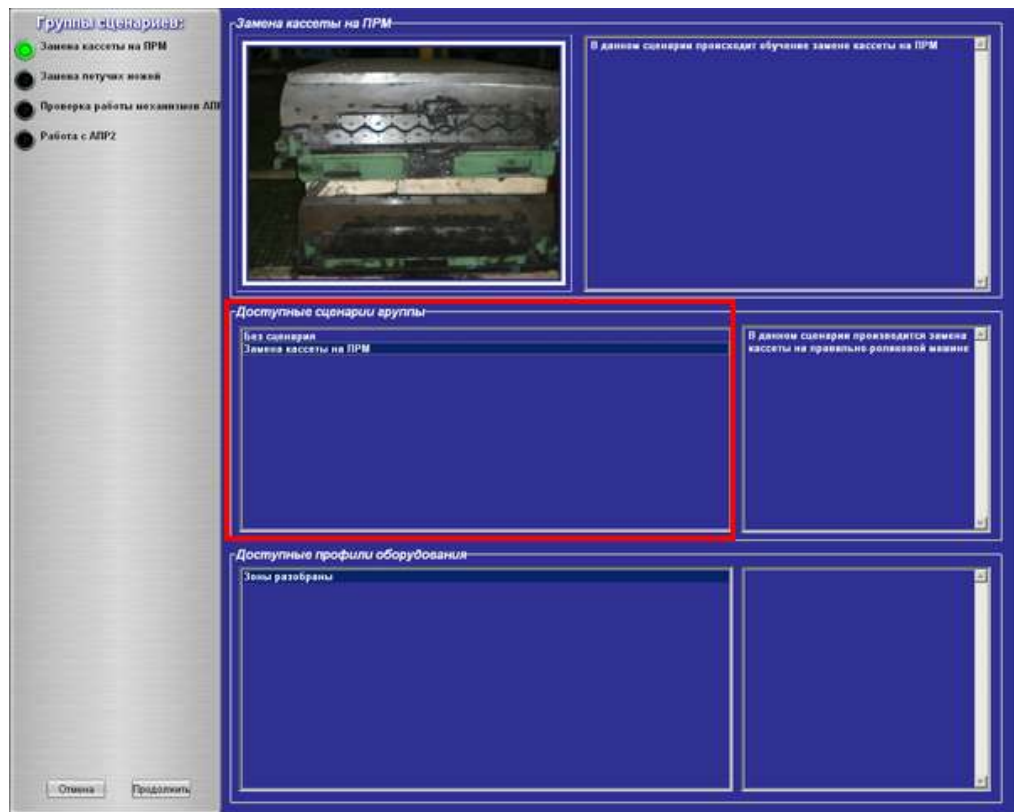 Группы сценариев:
Замена кассеты на ПРМ
Замена летучих ножей
Проверка работы механизмов АПР
Работа с АПР2
Отмена
Продолжить
Замена кассеты на ПРМ
В данном сценарии происходит обучение замене кассеты на ПРМ
Доступные сценарии группы
Без сценария
Замена кассеты на ПРМ
В данном сценарии производится замена
кассеты на правильно роликовой машине
Доступные профили оборудования
Зоны разобраны